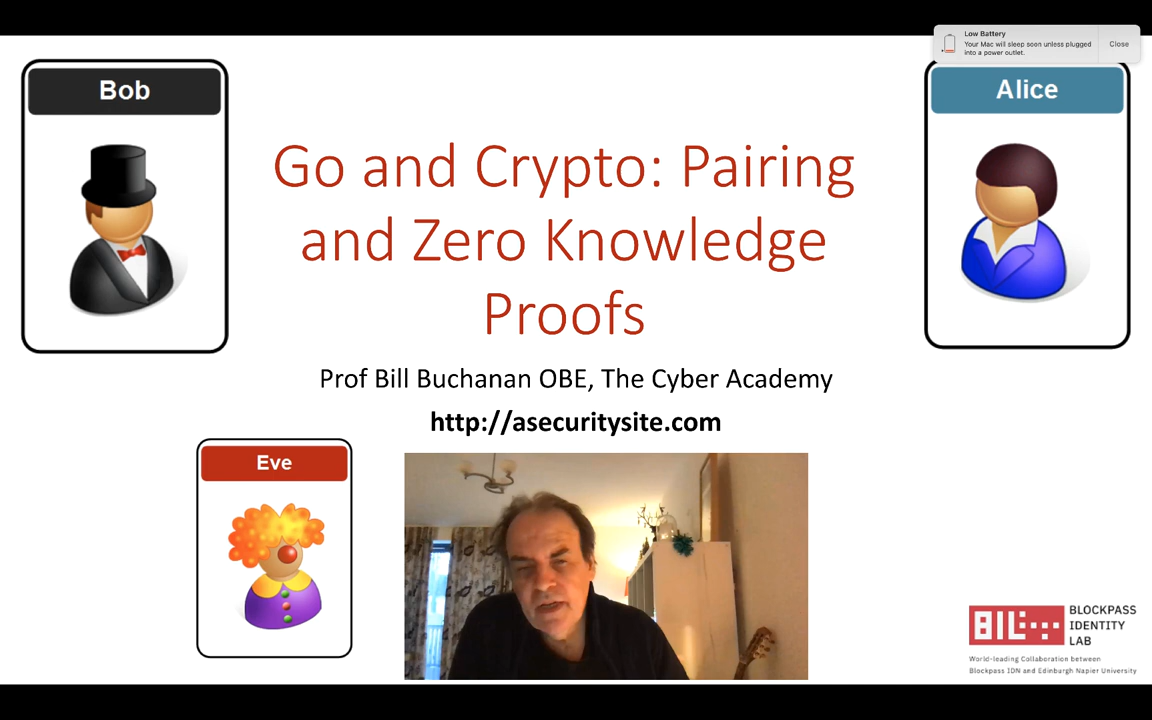 Low Battery
Your Mac will sleep soon unless plugged
into a power outlet.
Close
Bob
Alice
Go and Crypto: Pairing
and Zero Knowledge
Proofs
Prof Bill Buchanan OBE, The Cyber Academy
http://asecuritysite.com
Eve
BIL
BLOCKPASS
IDENTITY
LAB
World-leading Collaboration between
Blockpass IDN and Edinburgh Napier University